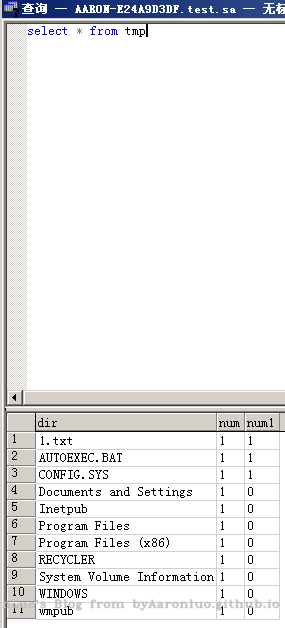 查询 — AARON-E24A9D3DF.test.sa — 无标
select * from tmp
dir num num1
1 1.txt 1 1
2 AUTOEXEC.BAT 1 1
3 CONFIG.SYS 1 1
4 Documents and Settings 1 0
5 Inetpub 1 0
6 Program Files 1 0
7 Program Files (x86) 1 0
8 RECYCLER 1 0
9 System Volume Information 1 0
10 WINDOWS 1 0
Blog from byAaronluo.github.io
11 wmpub 1 0